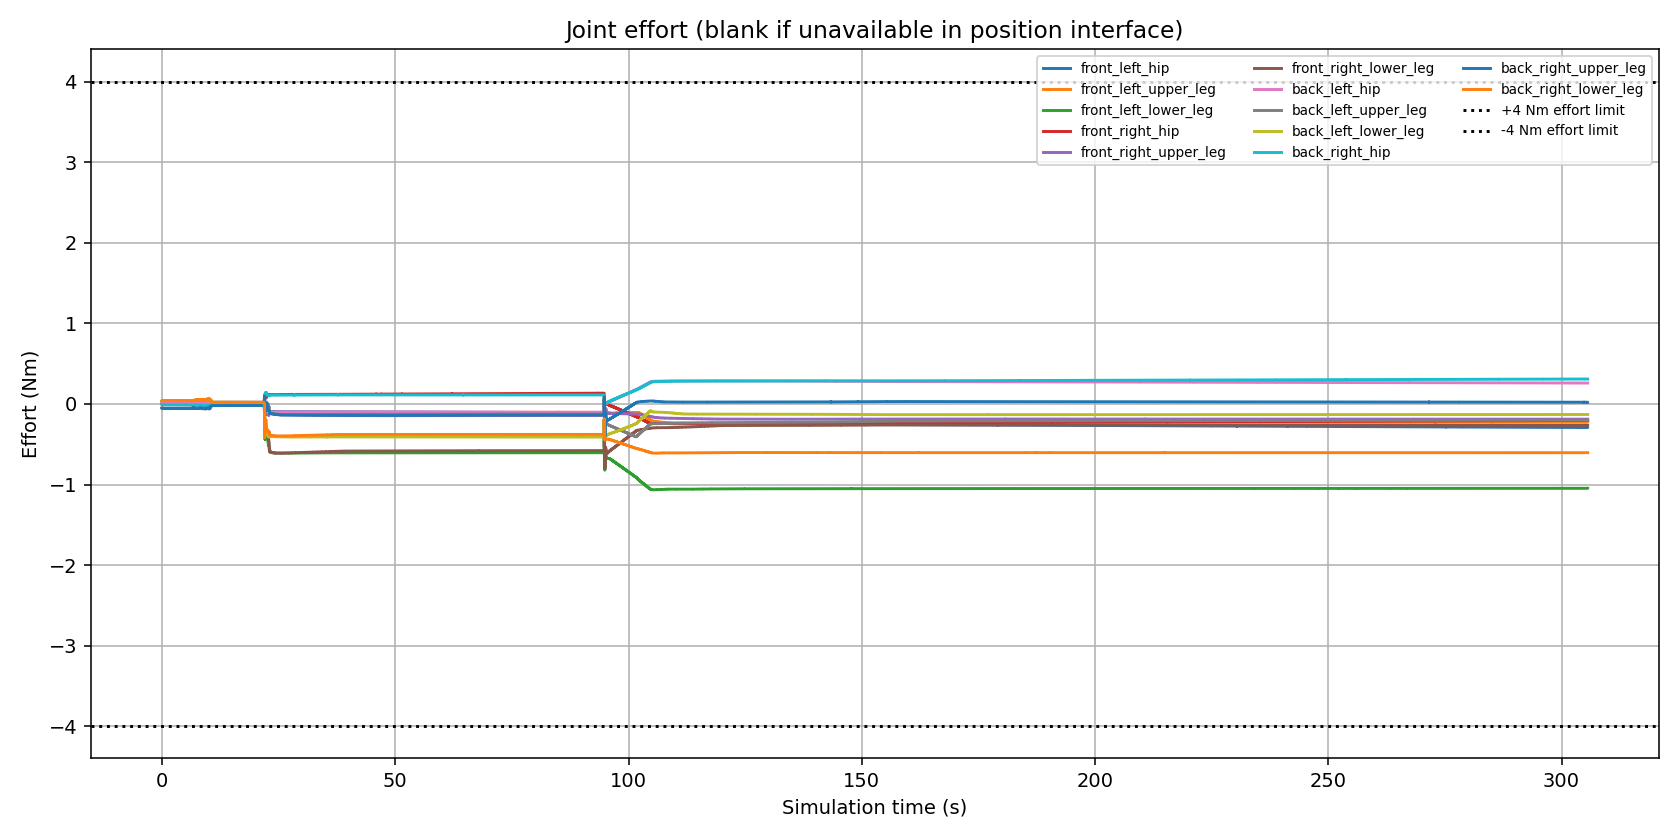 Joint effort (blank if unavailable in position interface)
front_left_hip
front_left_upper_leg
front_left_lower_leg
front_right_hip
front_right_upper_leg
front_right_lower_leg
back_left_hip
back_left_upper_leg
back_left_lower_leg
back_right_hip
back_right_upper_leg
back_right_lower_leg
+4 Nm effort limit
-4 Nm effort limit
Effort (Nm)
4
3
2
1
0
−1
−2
−3
−4
0 50 100 150 200 250 300
Simulation time (s)